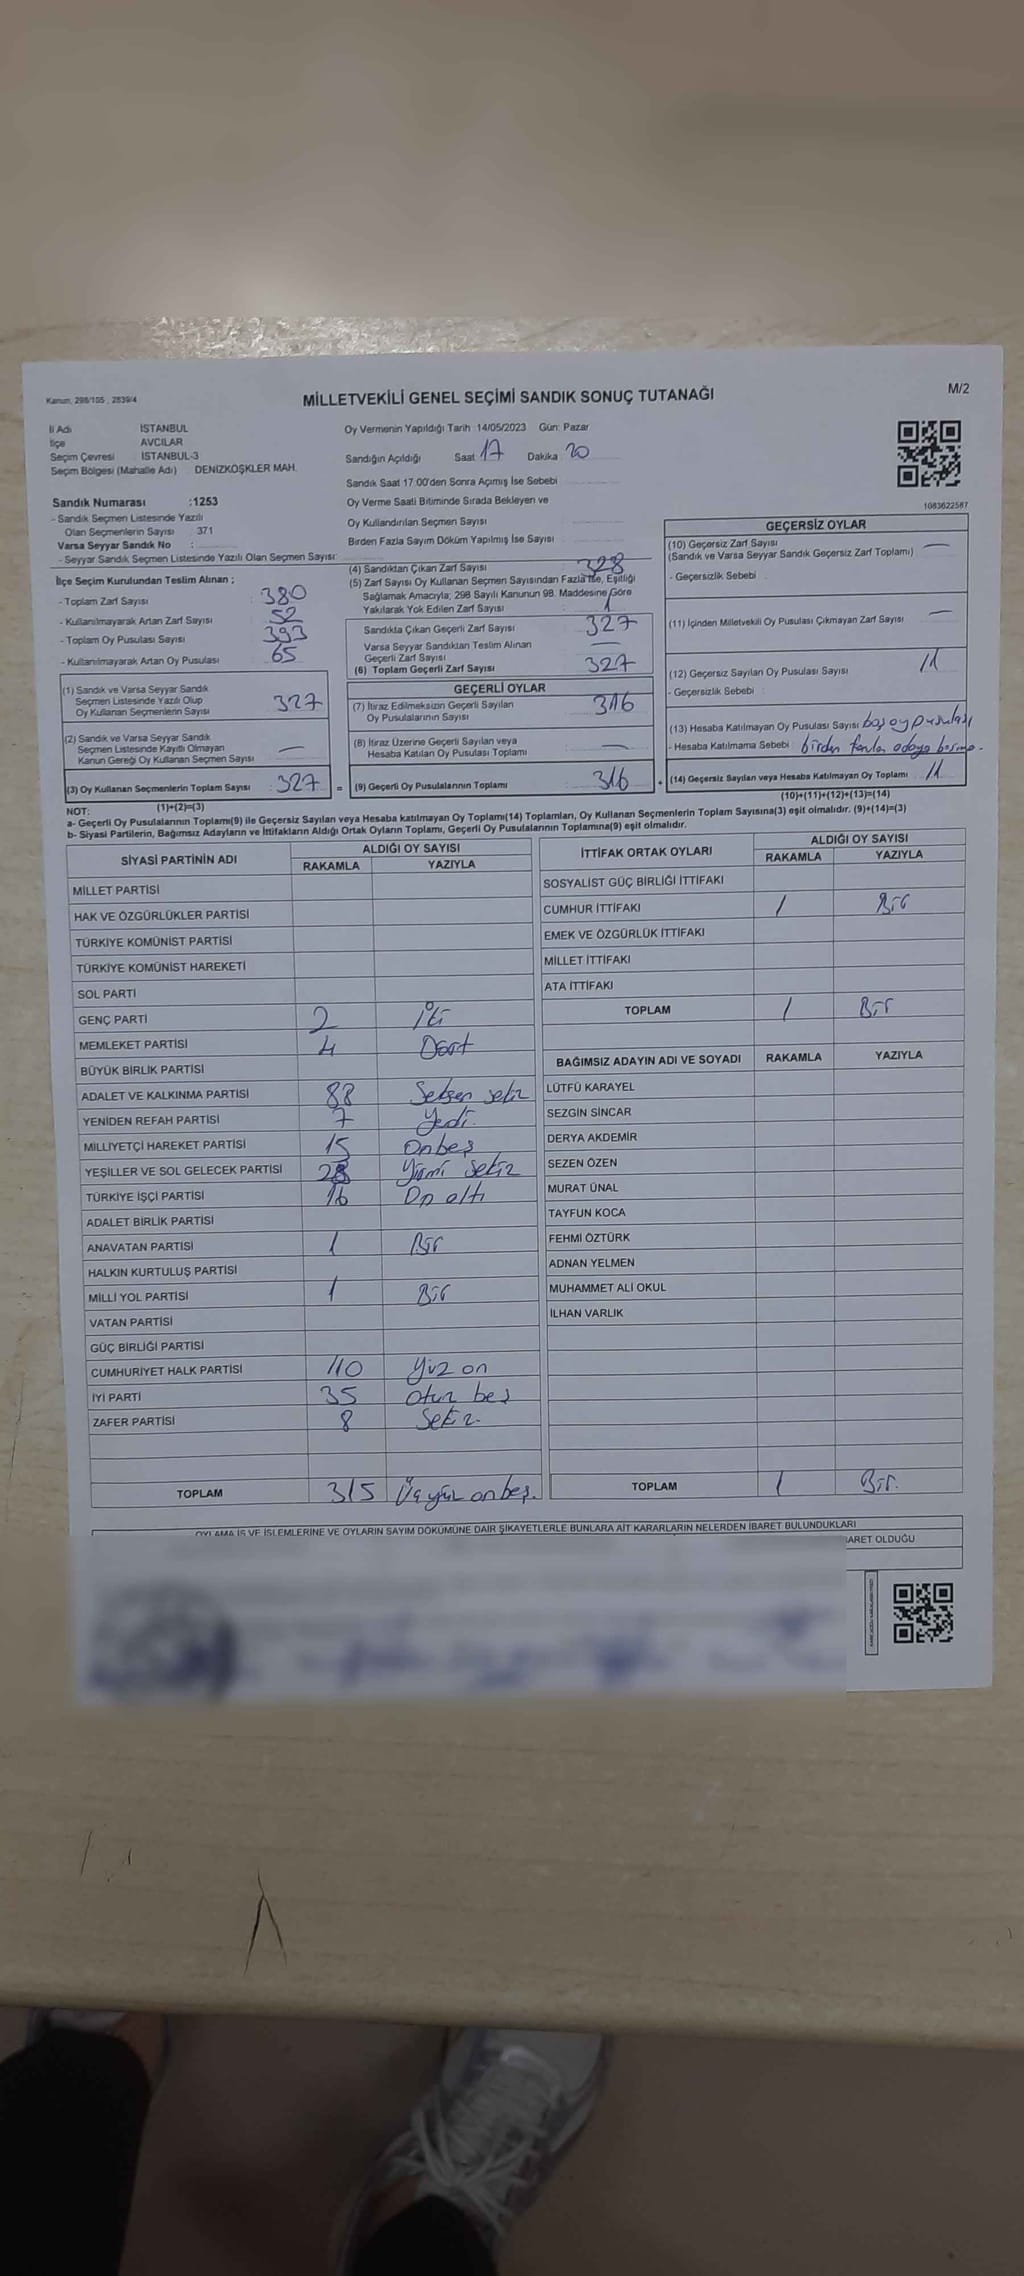 Kanun, 298/105 , 2839/4
MİLLETVEKİLİ GENEL SEÇİMİ SANDIK SONUÇ TUTANAĞI
M/2
İl Adı İSTANBUL
İlçe AVCILAR
Seçim Çevresi İSTANBUL-3
Seçim Bölgesi (Mahalle Adı) DENİZKÖŞKLER MAH.
Sandık Numarası :1253
- Sandık Seçmen Listesinde Yazılı
Olan Seçmenlerin Sayısı : 371
Varsa Seyyar Sandık No :
- Seyyar Sandık Seçmen Listesinde Yazılı Olan Seçmen Sayısı:
Oy Vermenin Yapıldığı Tarih :14/05/2023 Gün: Pazar
Sandığın Açıldığı Saat 17 Dakika 20
Sandık Saat 17:00'den Sonra Açmış İse Sebebi
Oy Verme Saati Bitiminde Sırada Bekleyen ve
Oy Kullandırılan Seçmen Sayısı
Birden Fazla Sayım Döküm Yapılmış İse Sayısı
1083622587
İlçe Seçim Kurulundan Teslim Alınan ;
- Toplam Zarf Sayısı : 380
- Kullanılmayarak Artan Zarf Sayısı : 52
- Toplam Oy Pusulası Sayısı : 393
- Kullanılmayarak Artan Oy Pusulası : 65
(1) Sandık ve Varsa Seyyar Sandık
Seçmen Listesinde Yazılı Olup
Oy Kullanan Seçmenlerin Sayısı : 327
(2) Sandık ve Varsa Seyyar Sandık
Seçmen Listesinde Kayıtlı Olmayan
Kanun Gereği Oy Kullanan Seçmen Sayısı : —
(3) Oy Kullanan Seçmenlerin Toplam Sayısı : 327
(1)+(2)=(3)
(4) Sandıktan Çıkan Zarf Sayısı : 328
(5) Zarf Sayısı Oy Kullanan Seçmen Sayısından Fazla İse, Eşitliği
Sağlamak Amacıyla; 298 Sayılı Kanunun 98. Maddesine Göre
Yakılarak Yok Edilen Zarf Sayısı : 1
Sandıkta Çıkan Geçerli Zarf Sayısı : 327
Varsa Seyyar Sandıktan Teslim Alınan
Geçerli Zarf Sayısı : —
(6) Toplam Geçerli Zarf Sayısı : 327
GEÇERLİ OYLAR
(7) İtiraz Edilmeksizin Geçerli Sayılan
Oy Pusulalarının Sayısı : 316
(8) İtiraz Üzerine Geçerli Sayılan veya
Hesaba Katılan Oy Pusulası Toplamı : —
= (9) Geçerli Oy Pusulalarının Toplamı : 316
GEÇERSİZ OYLAR
(10) Geçersiz Zarf Sayısı : —
(Sandık ve Varsa Seyyar Sandık Geçersiz Zarf Toplamı)
- Geçersizlik Sebebi :
(11) İçinden Milletvekili Oy Pusulası Çıkmayan Zarf Sayısı : —
(12) Geçersiz Sayılan Oy Pusulası Sayısı : 11
- Geçersizlik Sebebi :
(13) Hesaba Katılmayan Oy Pusulası Sayısı : boş oy pusulası
- Hesaba Katılmama Sebebi : birden fazla adaya basma.
+ (14) Geçersiz Sayılan veya Hesaba Katılmayan Oy Toplamı : 11
(10)+(11)+(12)+(13)=(14)
NOT:
a- Geçerli Oy Pusulalarının Toplamı(9) ile Geçersiz Sayılan veya Hesaba katılmayan Oy Toplamı(14) Toplamları, Oy Kullanan Seçmenlerin Toplam Sayısına(3) eşit olmalıdır. (9)+(14)=(3)
b- Siyasi Partilerin, Bağımsız Adayların ve İttifakların Aldığı Ortak Oyların Toplamı, Geçerli Oy Pusulalarının Toplamına(9) eşit olmalıdır.
SİYASİ PARTİNİN ADI ALDIĞI OY SAYISI
RAKAMLA YAZIYLA
MİLLET PARTİSİ
HAK VE ÖZGÜRLÜKLER PARTİSİ
TÜRKİYE KOMÜNİST PARTİSİ
TÜRKİYE KOMÜNİST HAREKETİ
SOL PARTİ
GENÇ PARTİ 2 İki
MEMLEKET PARTİSİ 4 Dört
BÜYÜK BİRLİK PARTİSİ
ADALET VE KALKINMA PARTİSİ 88 Seksen sekiz
YENİDEN REFAH PARTİSİ 7 Yedi.
MİLLİYETÇİ HAREKET PARTİSİ 15 Onbeş
YEŞİLLER VE SOL GELECEK PARTİSİ 28 Yirmi sekiz
TÜRKİYE İŞÇİ PARTİSİ 16 On altı
ADALET BİRLİK PARTİSİ
ANAVATAN PARTİSİ 1 Bir
HALKIN KURTULUŞ PARTİSİ
MİLLİ YOL PARTİSİ 1 Bir
VATAN PARTİSİ
GÜÇ BİRLİĞİ PARTİSİ
CUMHURİYET HALK PARTİSİ 110 Yüz on
İYİ PARTİ 35 otuz beş
ZAFER PARTİSİ 8 Sekiz.
TOPLAM 315 Üçyüz onbeş.
İTTİFAK ORTAK OYLARI ALDIĞI OY SAYISI
RAKAMLA YAZIYLA
SOSYALİST GÜÇ BİRLİĞİ İTTİFAKI
CUMHUR İTTİFAKI 1 Bir
EMEK VE ÖZGÜRLÜK İTTİFAKI
MİLLET İTTİFAKI
ATA İTTİFAKI
TOPLAM 1 Bir
BAĞIMSIZ ADAYIN ADI VE SOYADI RAKAMLA YAZIYLA
LÜTFÜ KARAYEL
SEZGİN SİNCAR
DERYA AKDEMİR
SEZEN ÖZEN
MURAT ÜNAL
TAYFUN KOCA
FEHMİ ÖZTÜRK
ADNAN YELMEN
MUHAMMET ALİ OKUL
İLHAN VARLIK
TOPLAM 1 Bir.
OYLAMA İŞ VE İŞLEMLERİNE VE OYLARIN SAYIM DÖKÜMÜNE DAİR ŞİKAYETLERLE BUNLARA AİT KARARLARIN NELERDEN İBARET BULUNDUKLARI
İBARET OLDUĞU